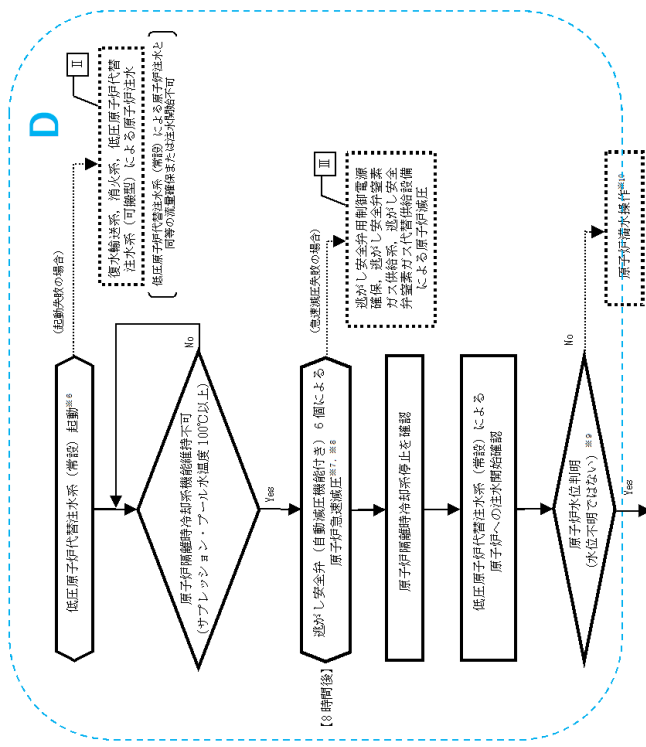 D
低圧原子炉代替注水系（常設）起動※6
（起動失敗の場合）
Ⅱ
復水輸送系，消火系，低圧原子炉代替
注水系（可搬型）による原子炉注水
低圧原子炉代替注水系（常設）による原子炉注水と
同等の流量確保または注水開始不可
原子炉隔離時冷却系機能維持不可
（サプレッション・プール水温度 100℃以上）
No
Yes
【8時間後】
逃がし安全弁（自動減圧機能付き）6個による
原子炉急速減圧※7，※8
（急速減圧失敗の場合）
Ⅲ
逃がし安全弁用制御電源
確保，逃がし安全弁窒素
ガス供給系，逃がし安全
弁窒素ガス代替供給設備
による原子炉減圧
原子炉隔離時冷却系停止を確認
低圧原子炉代替注水系（常設）による
原子炉への注水開始確認
原子炉水位判明
（水位不明ではない）※9
No
原子炉満水操作※10
Yes